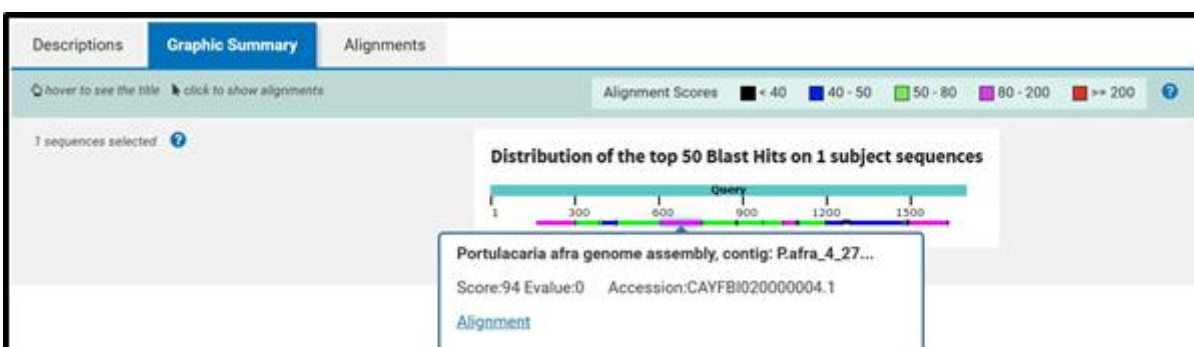 Descriptions Graphic Summary Alignments
hover to see the title click to show alignments Alignment Scores < 40 40 - 50 50 - 80 80 - 200 >= 200 ?
1 sequences selected ?
Distribution of the top 50 Blast Hits on 1 subject sequences
Query
1 300 600 900 1200 1500
Portulacaria afra genome assembly, contig: P.afra_4_27...
Score:94 Evalue:0 Accession:CAYFBI020000004.1
Alignment